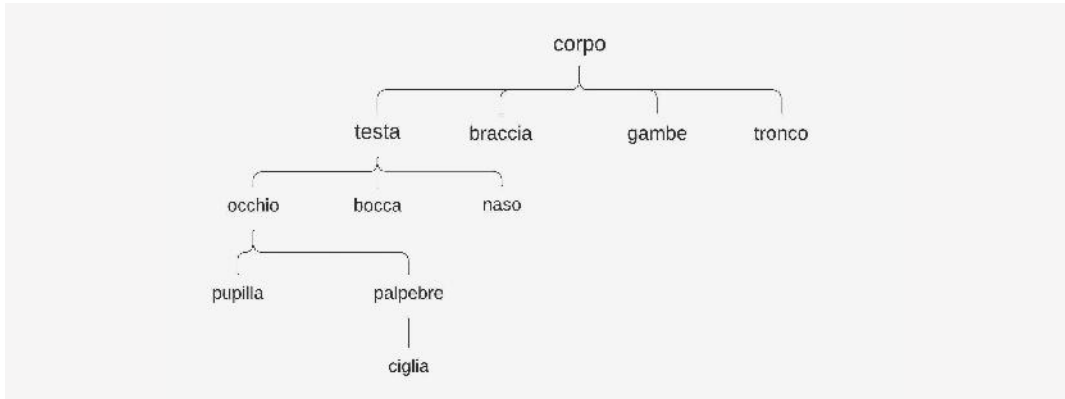 corpo
testa braccia gambe tronco
occhio bocca naso
pupilla palpebre
ciglia